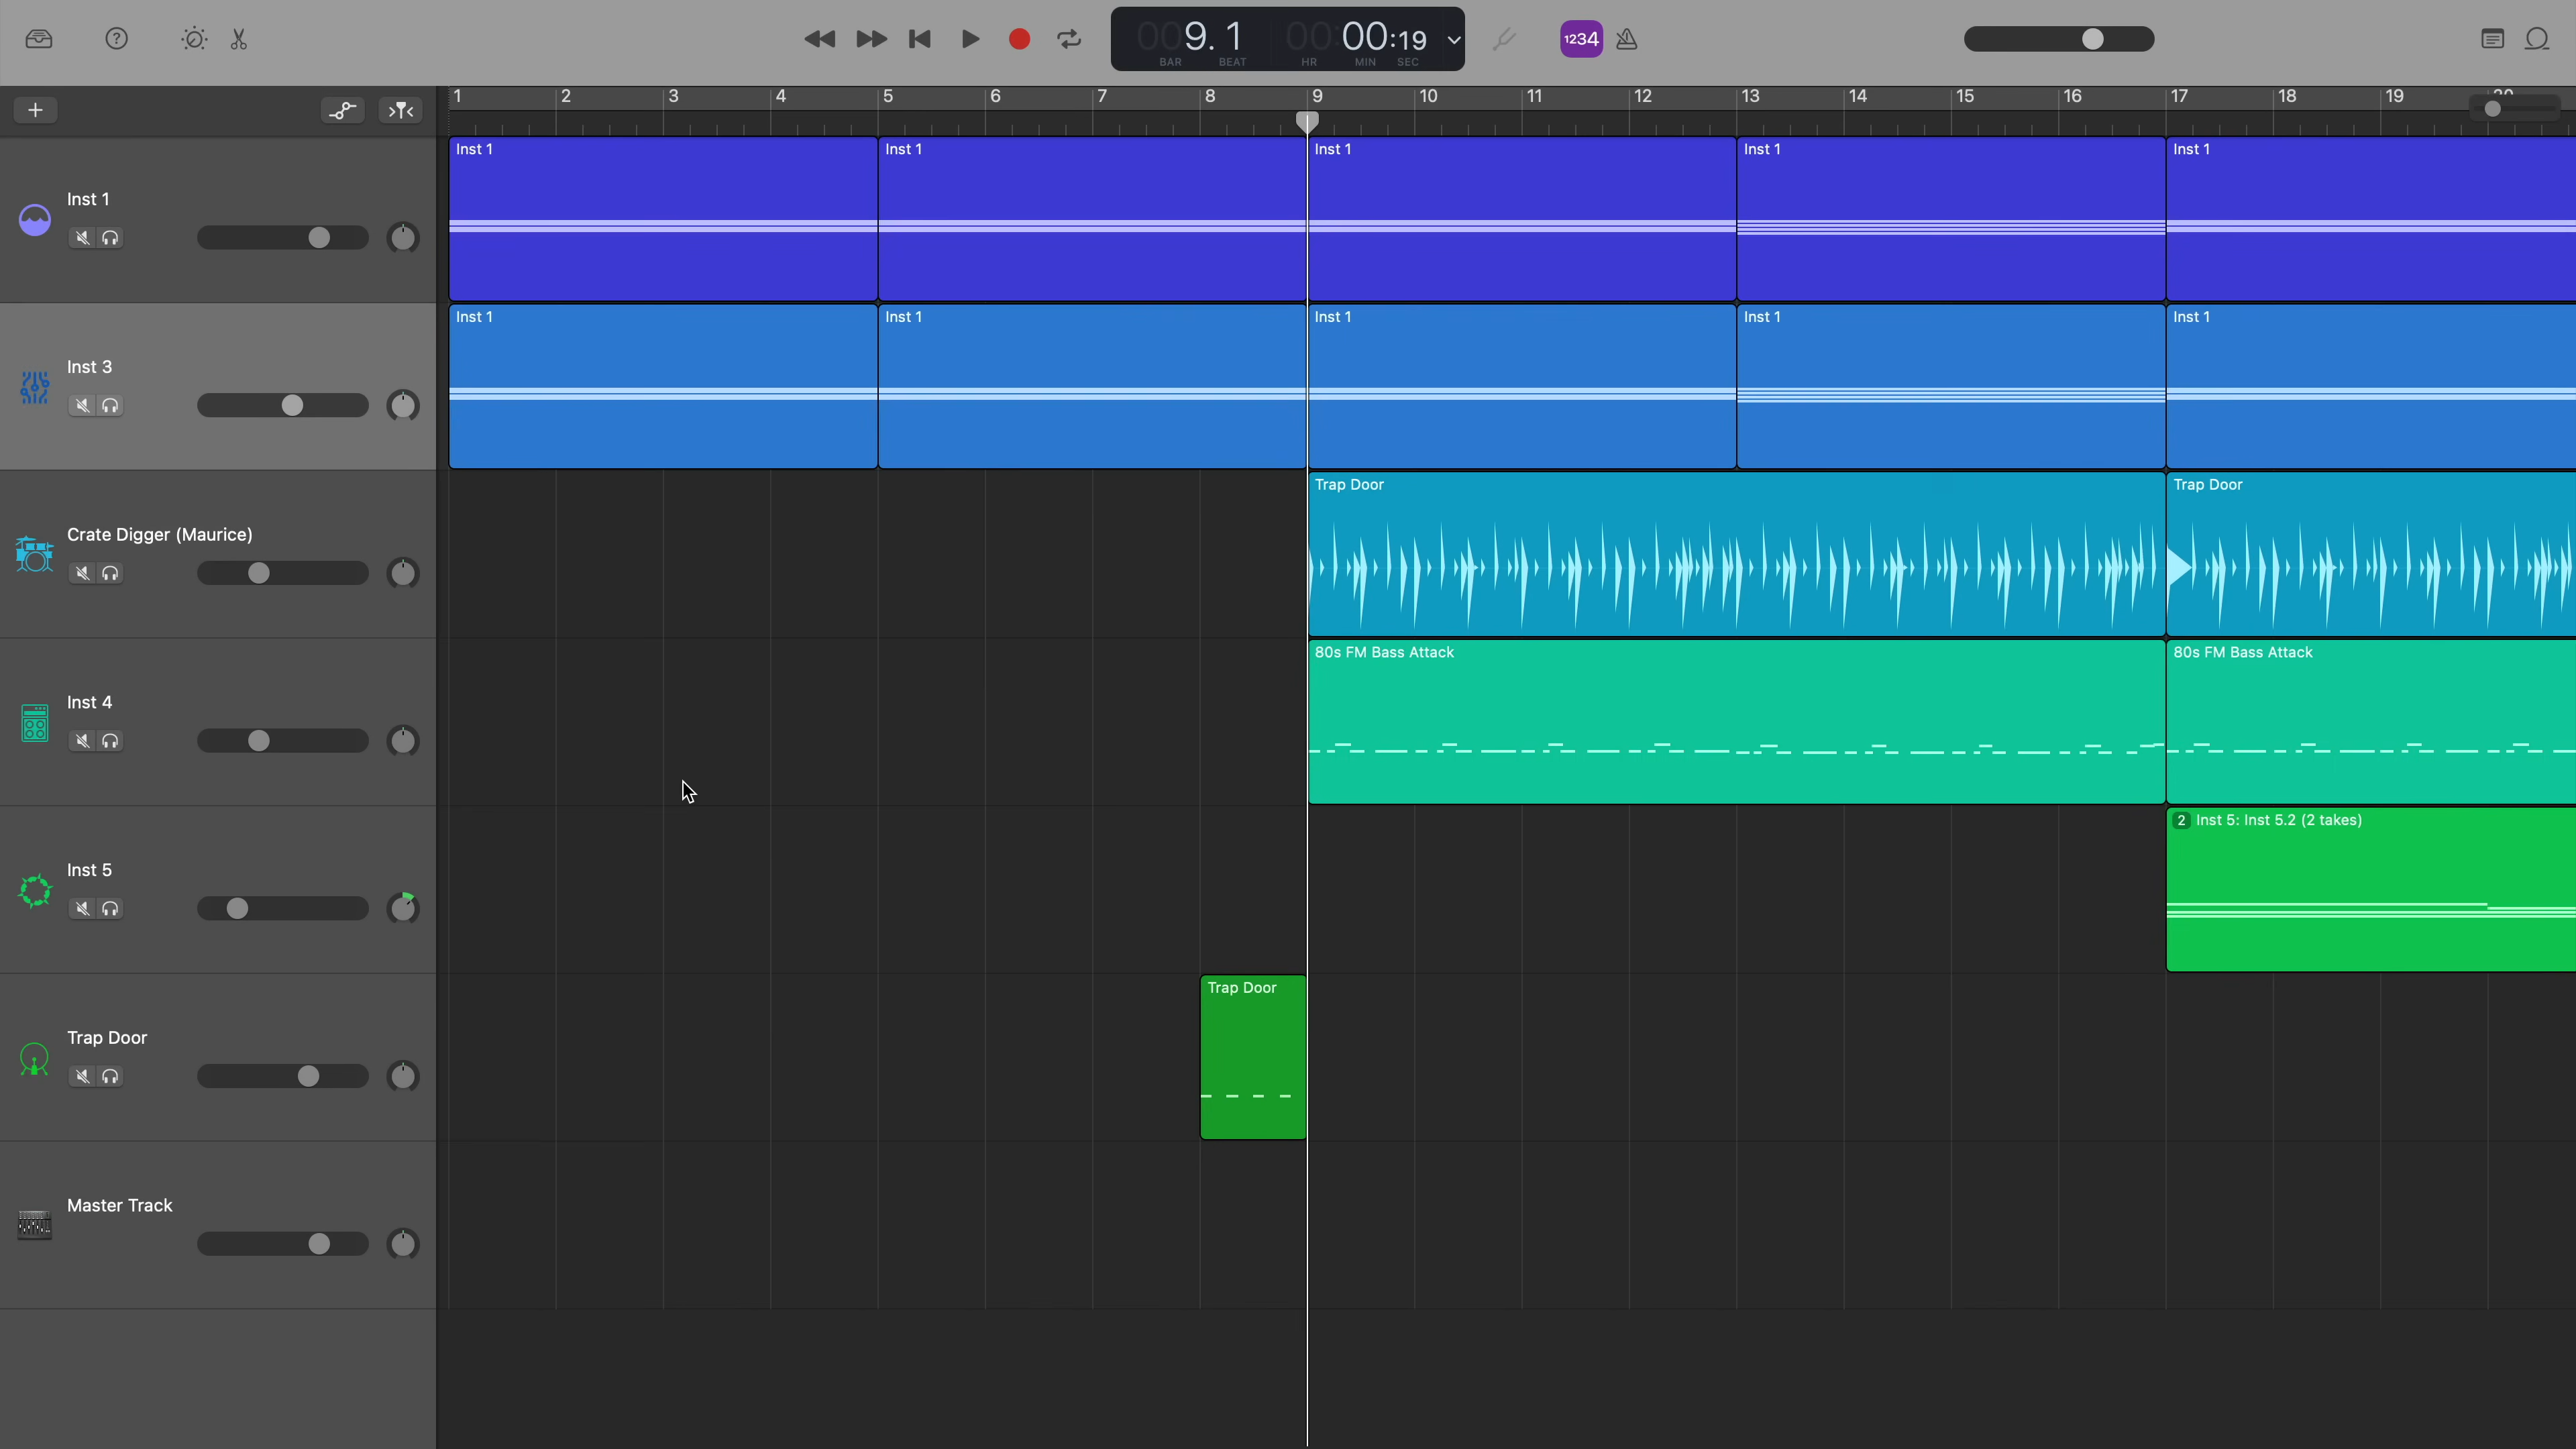 009. 1 00:00:19
BAR BEAT HR MIN SEC
1234
1 2 3 4 5 6 7 8 9 10 11 12 13 14 15 16 17 18 19
Inst 1 Inst 1 Inst 1 Inst 1 Inst 1
Inst 1
Inst 1 Inst 1 Inst 1 Inst 1 Inst 1
Inst 3
Trap Door Trap Door
Crate Digger (Maurice)
80s FM Bass Attack 80s FM Bass Attack
Inst 4
2 Inst 5: Inst 5.2 (2 takes)
Inst 5
Trap Door
Trap Door
Master Track